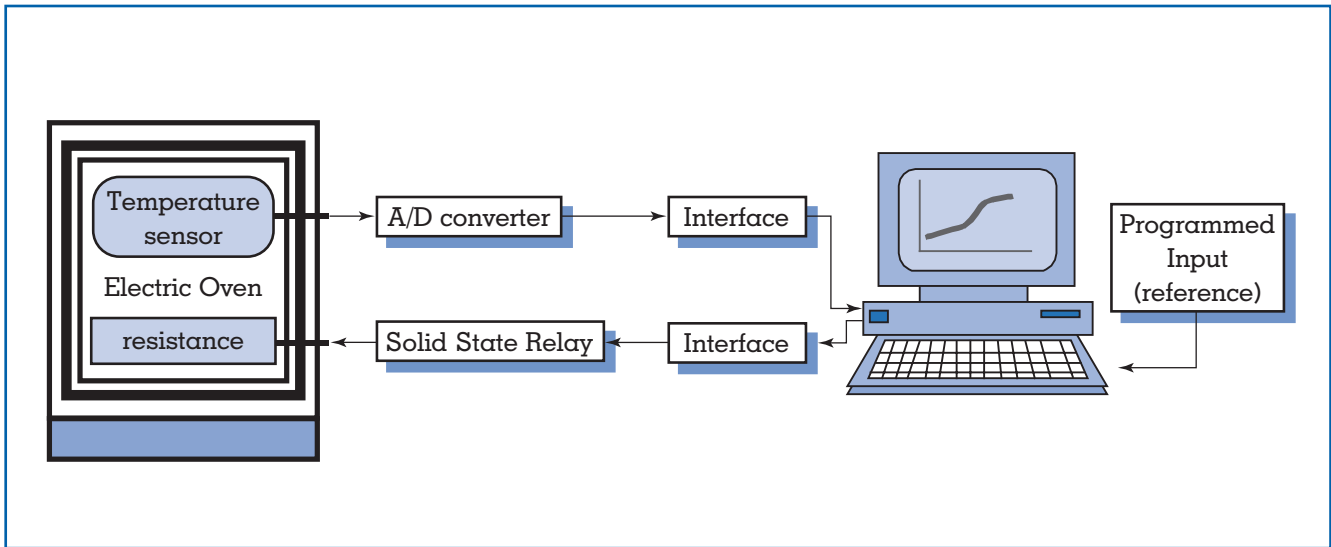 Temperature
sensor
Electric Oven
resistance
A/D converter
Interface
Solid State Relay
Interface
Programmed
Input
(reference)